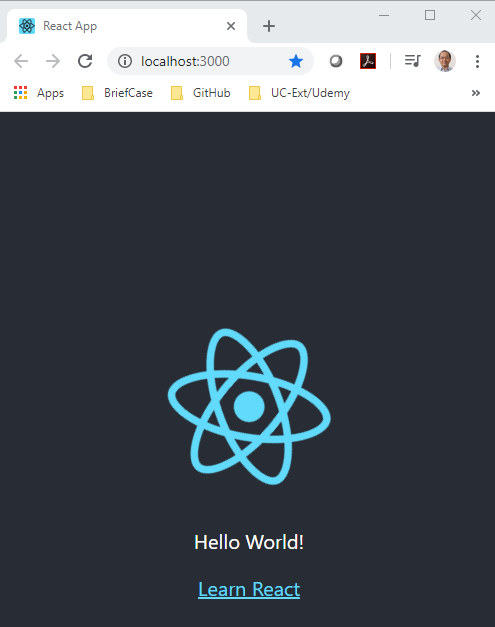 React App
localhost:3000
Apps BriefCase GitHub UC-Ext/Udemy
Hello World!
Learn React